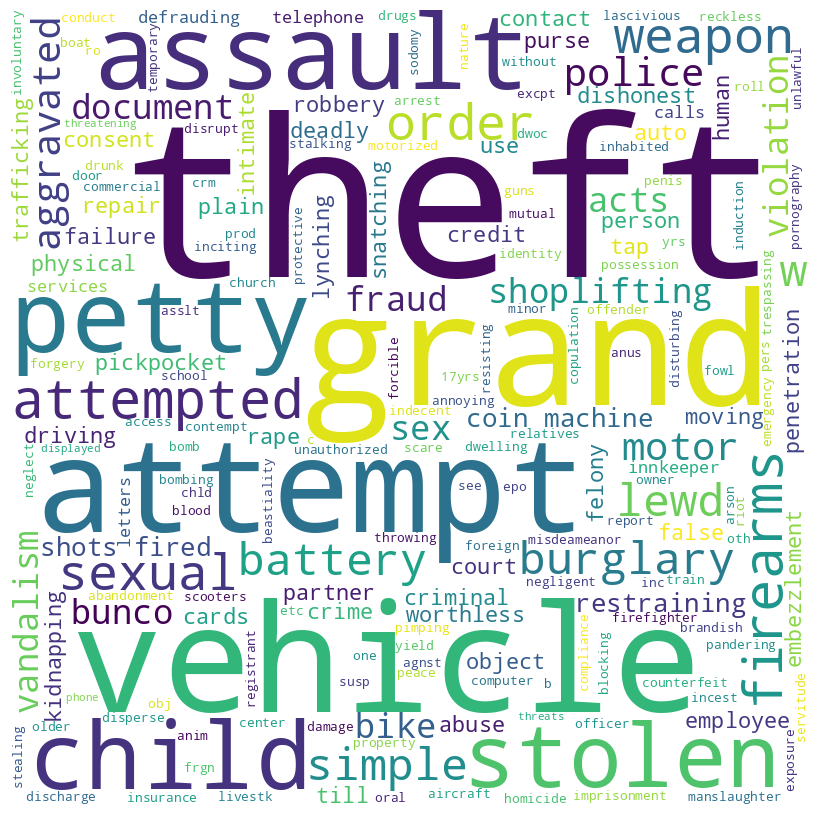 conduct
boat
ro
defrauding
temporary
telephone
drugs
sodomy
contact
purse
lascivious
reckless
nature
weapon
involuntary
assault
without
excpt
police
roll
unlawful
aggravated
document
robbery
arrest
order
dishonest
calls
human
violation
trafficking
threatening
consent
disrupt
intimate
deadly
stalking
motorized
use
dwoc
auto
inhabited
door
drunk
commercial
crm
repair
plain
theft
guns
mutual
acts
person
penis
yrs
induction
pornography
failure
prod
inciting
protective
lynching
snatching
credit
identity
tap
possession
physical
services
church
shoplifting
w
trespassing
petty
asslt
fraud
minor
offender
copulation
disturbing
forgery
pickpocket
school
forcible
grand
17yrs
resisting
annoying
anus
fowl
pers
emergency
penetration
attempted
access
contempt
indecent
sex
coin machine
moving
driving
displayed
bomb
rape
unauthorized
c
scare
relatives
dwelling
motor
neglect
bombing
letters
chld
blood
beastiality
attempt
see
epo
felony
innkeeper
owner
lewd
firearms
report
arson
riot
oth
throwing
foreign
misdeameanor
false
shots fired
vandalism
sexual
battery
court
burglary
negligent
inc
train
embezzlement
kidnapping
abandonment
scooters
partner
criminal
restraining
bunco
cards
etc
crime
pimping
worthless
compliance
firefighter
brandish
pandering
vehicle
registrant
yield
peace
one
susp
agnst
computer
object
b
blocking
counterfeit
incest
servitude
phone
older
disperse
obj
center
damage
bike
abuse
threats
officer
employee
exposure
stealing
child
anim
frgn
simple
property
stolen
discharge
insurance
livestk
till
oral
aircraft
homicide
imprisonment
manslaughter